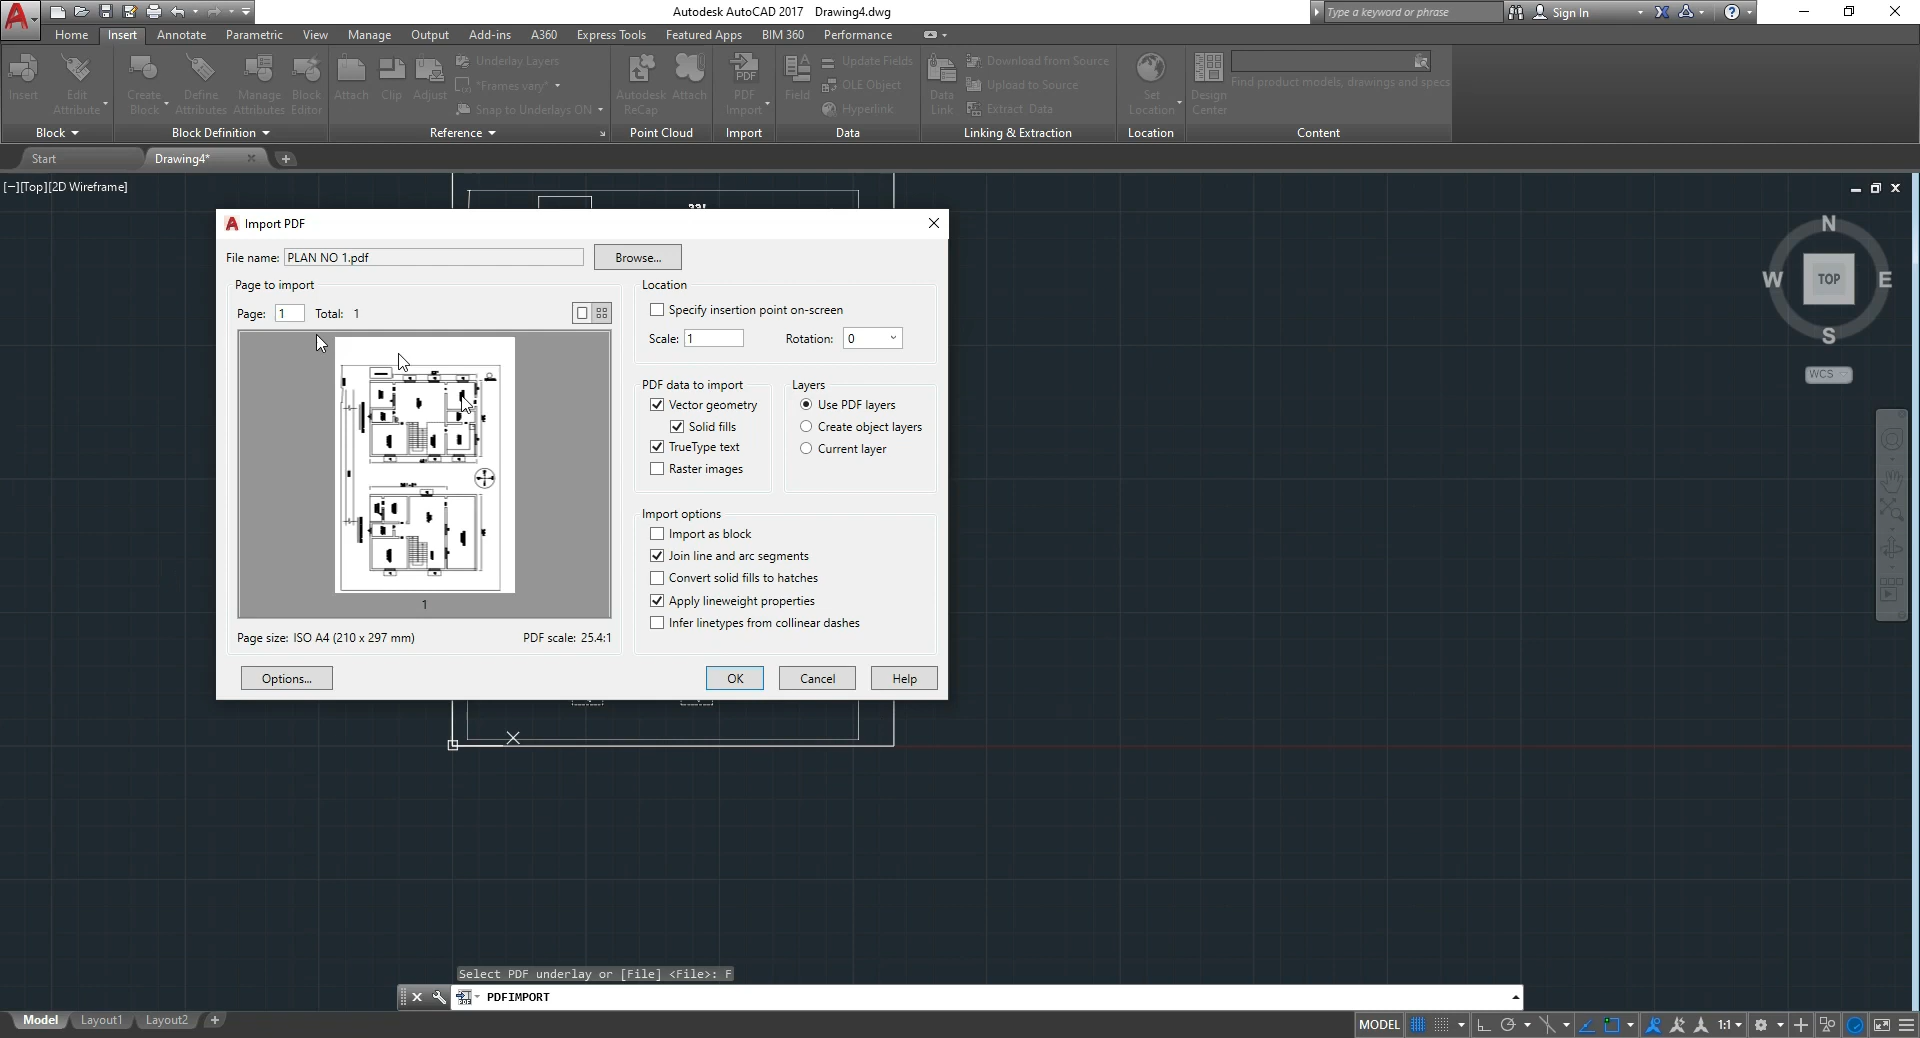 Autodesk AutoCAD 2017 Drawing4.dwg
Type a keyword or phrase
Sign In
Home Insert Annotate Parametric View Manage Output Add-ins A360 Express Tools Featured Apps BIM 360 Performance
Insert
Edit Attribute
Create Block
Define Attributes
Manage Attributes
Block Editor
Attach
Clip
Adjust
Underlay Layers
*Frames vary*
Snap to Underlays ON
Autodesk ReCap
Attach
PDF Import
Field
Update Fields
OLE Object
Hyperlink
Data Link
Download from Source
Upload to Source
Extract Data
Set Location
Design Center
Find product models, drawings and specs
Block
Block Definition
Reference
Point Cloud
Import
Data
Linking & Extraction
Location
Content
Start
Drawing4*
[−][Top][2D Wireframe]
N
W
TOP
E
S
WCS
Import PDF
File name: PLAN NO 1.pdf
Browse...
Page to import
Page: 1 Total: 1
1
Page size: ISO A4 (210 x 297 mm)
PDF scale: 25.4:1
Location
Specify insertion point on-screen
Scale: 1
Rotation: 0
PDF data to import
Vector geometry
Solid fills
TrueType text
Raster images
Layers
Use PDF layers
Create object layers
Current layer
Import options
Import as block
Join line and arc segments
Convert solid fills to hatches
Apply lineweight properties
Infer linetypes from collinear dashes
Options...
OK
Cancel
Help
Select PDF underlay or [File] <File>: F
PDFIMPORT
Model Layout1 Layout2
MODEL
1:1